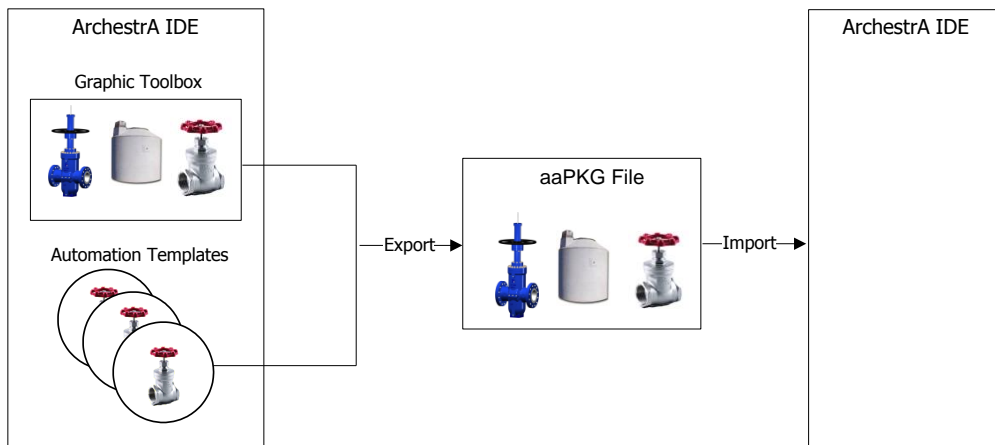 ArchestrA IDE
Graphic Toolbox
Automation Templates
Export
aaPKG File
Import
ArchestrA IDE